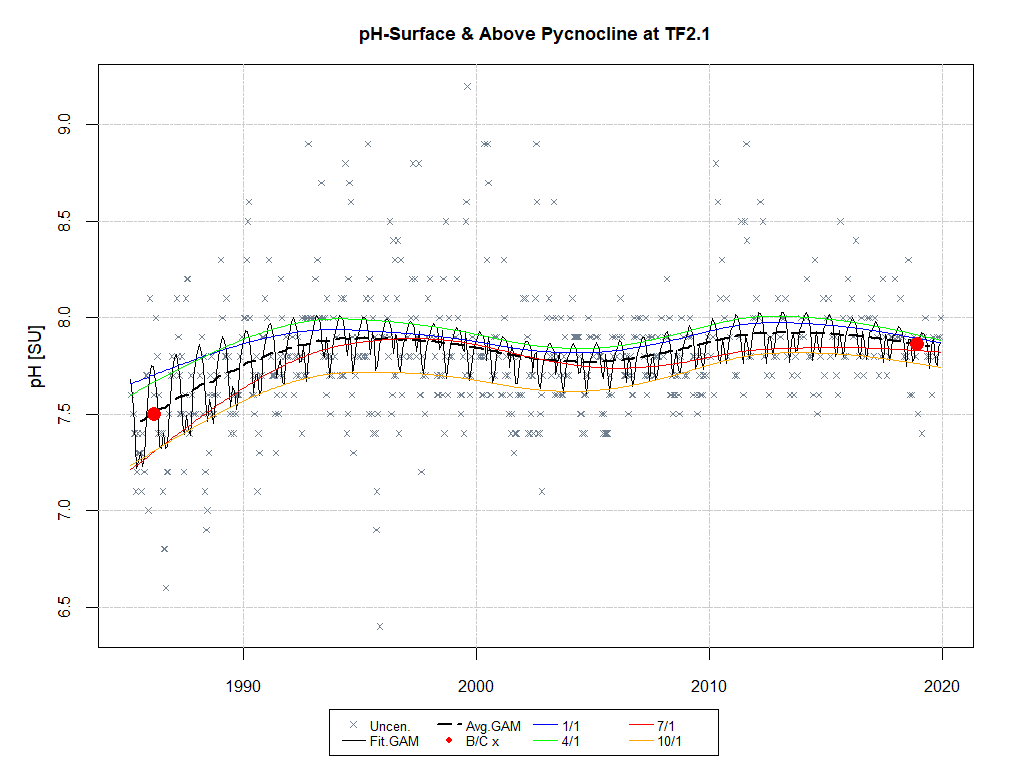 pH-Surface & Above Pycnocline at TF2.1
pH [SU]
9.0
8.5
8.0
7.5
7.0
6.5
1990 2000 2010 2020
Uncen. Avg.GAM 1/1 7/1
Fit.GAM B/C x 4/1 10/1